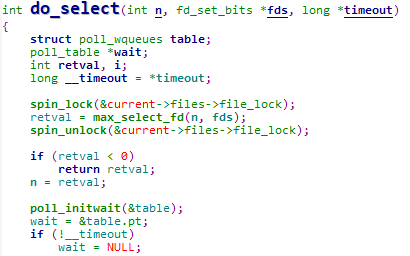 int do_select(int n, fd_set_bits *fds, long *timeout)
{
    struct poll_wqueues table;
    poll_table *wait;
    int retval, i;
    long __timeout = *timeout;

    spin_lock(&current->files->file_lock);
    retval = max_select_fd(n, fds);
    spin_unlock(&current->files->file_lock);

    if (retval < 0)
        return retval;
    n = retval;

    poll_initwait(&table);
    wait = &table.pt;
    if (!__timeout)
        wait = NULL;